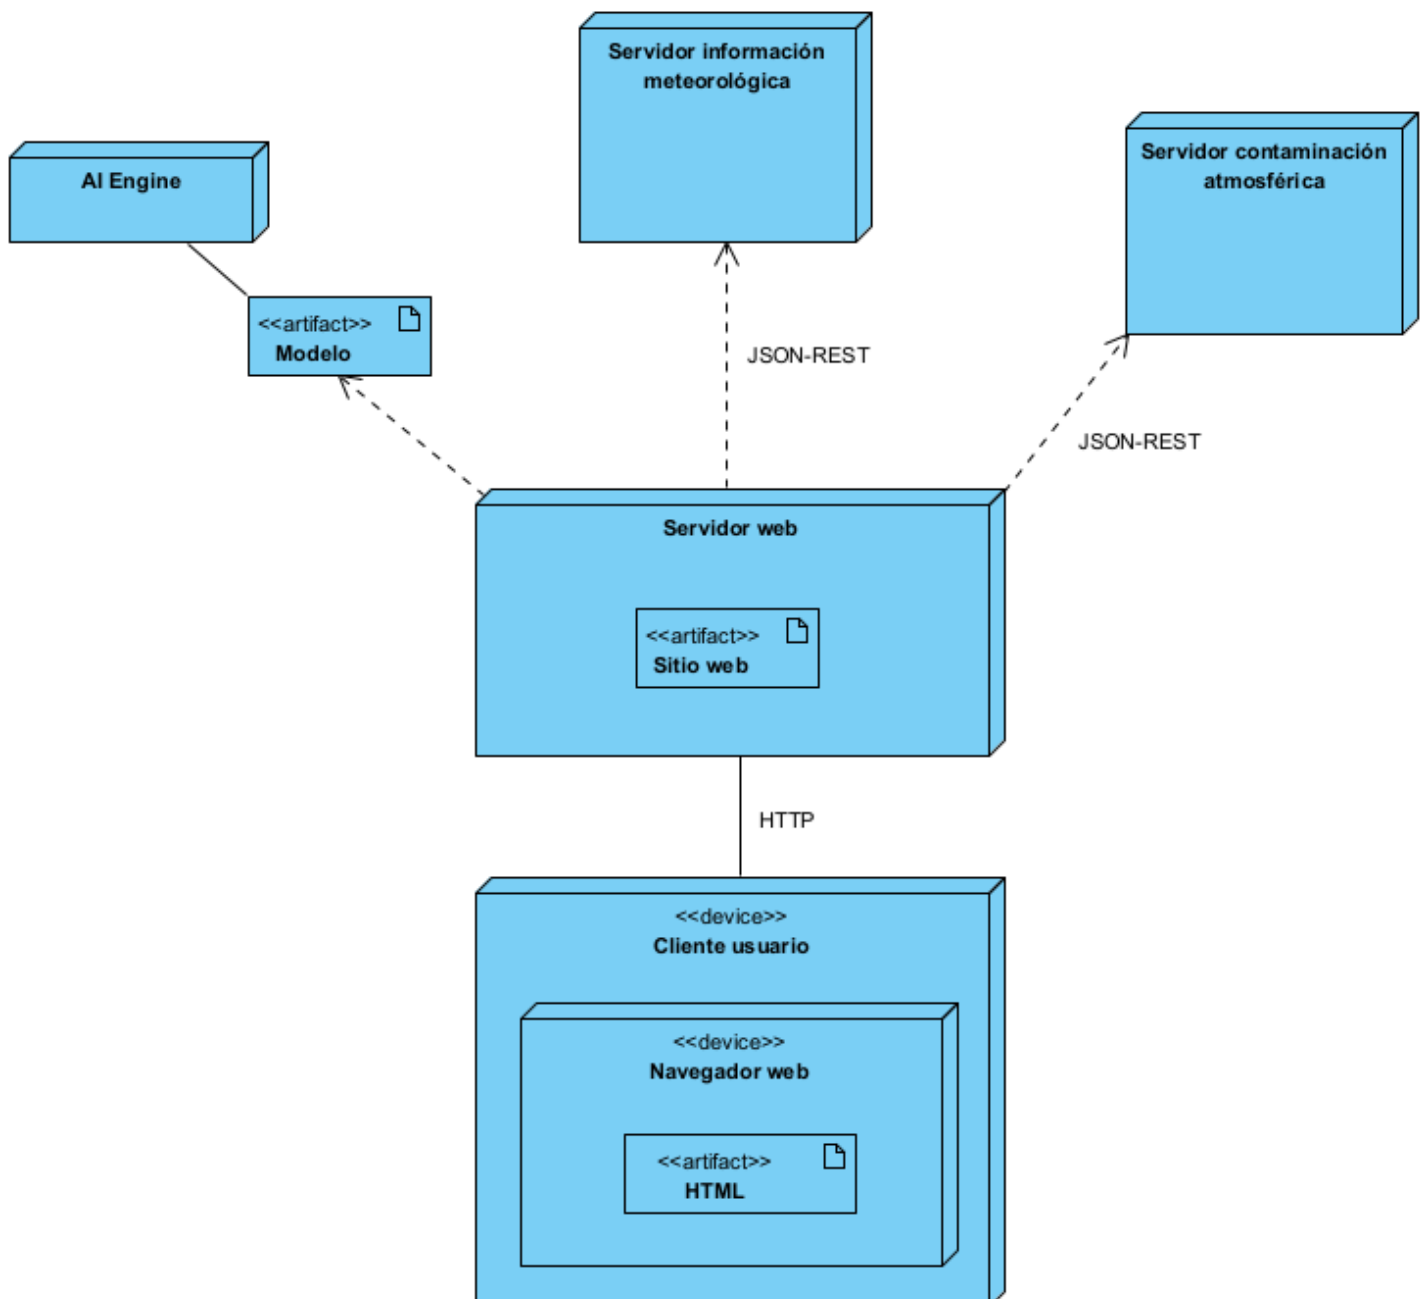 Servidor información
meteorológica
Servidor contaminación
atmosférica
AI Engine
<<artifact>>
Modelo
JSON-REST
JSON-REST
Servidor web
<<artifact>>
Sitio web
HTTP
<<device>>
Cliente usuario
<<device>>
Navegador web
<<artifact>>
HTML